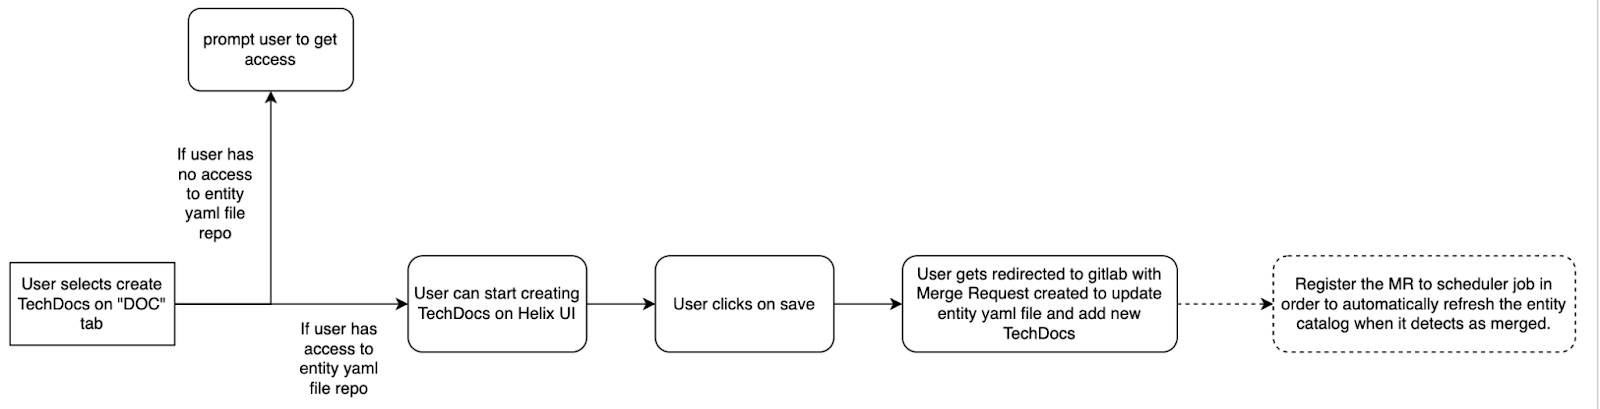 prompt user to get
access
If user has
no access
to entity
yaml file
repo
User selects create
TechDocs on "DOC"
tab
If user has
access to
entity yaml
file repo
User can start creating
TechDocs on Helix UI
User clicks on save
User gets redirected to gitlab with
Merge Request created to update
entity yaml file and add new
TechDocs
Register the MR to scheduler job in
order to automatically refresh the entity
catalog when it detects as merged.